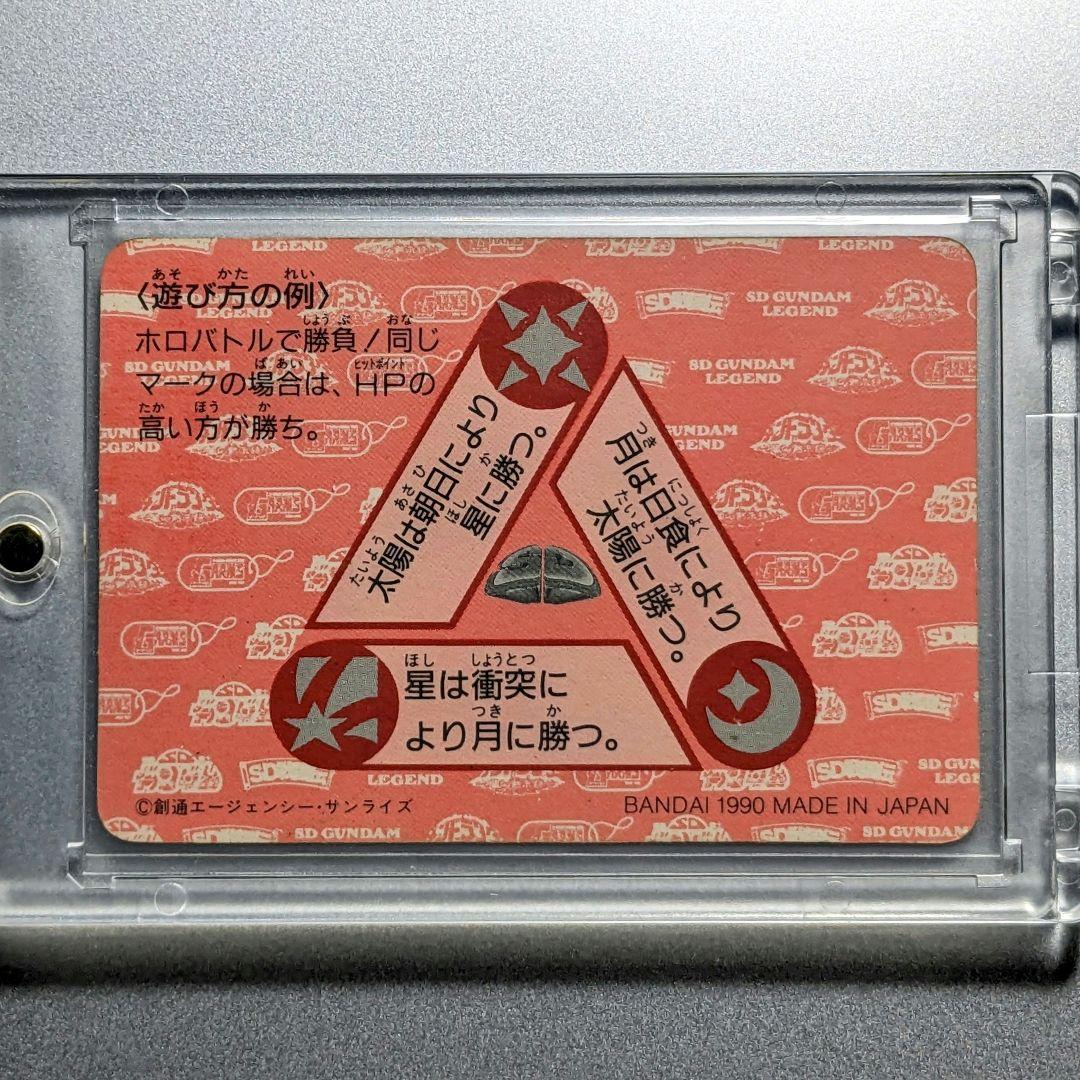 〈遊び方の例〉
ホロバトルで勝負！同じ
マークの場合は、HPの
高い方が勝ち。
太陽は朝日により
星に勝つ。
月は日食により
太陽に勝つ。
星は衝突に
より月に勝つ。
©創通エージェンシー・サンライズ
BANDAI 1990 MADE IN JAPAN
SD GUNDAM
LEGEND